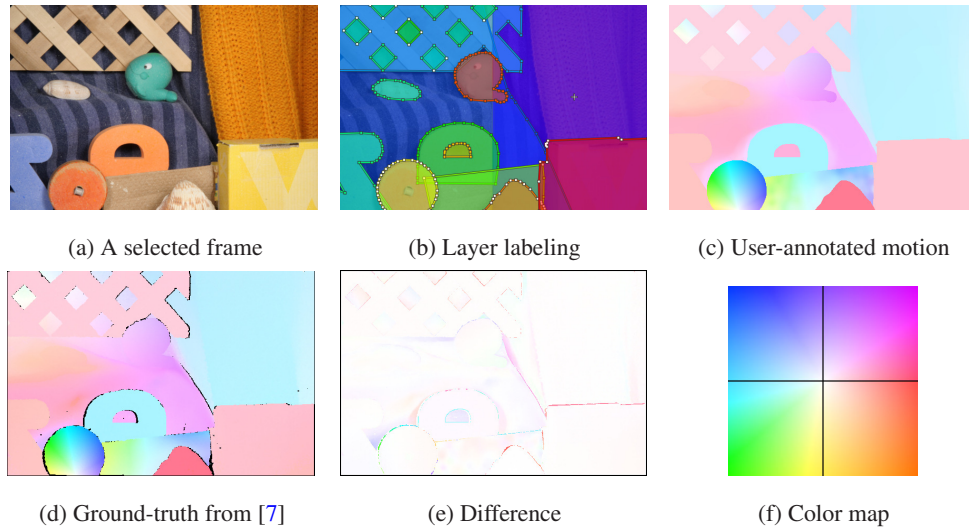 (a) A selected frame
(b) Layer labeling
(c) User-annotated motion
(d) Ground-truth from [7]
(e) Difference
(f) Color map